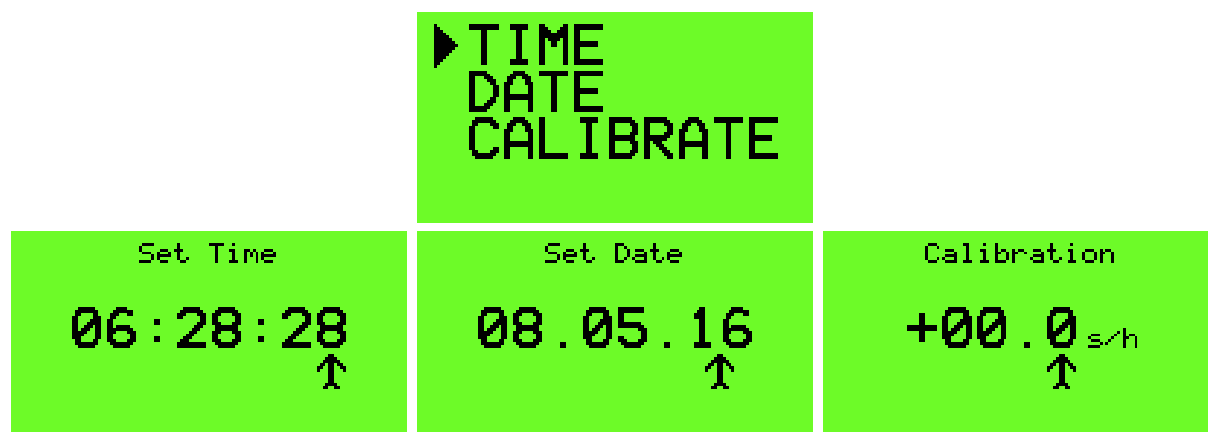 TIME
DATE
CALIBRATE
Set Time
06:28:28
Set Date
08.05.16
Calibration
+00.0 s/h